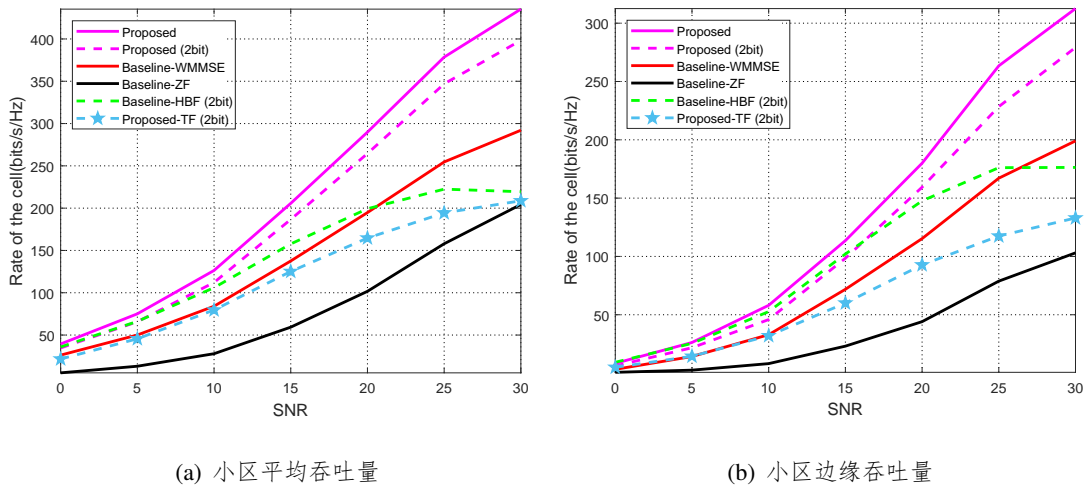 Rate of the cell(bits/s/Hz)
400
350
300
250
200
150
100
50
0
5
10
15
20
25
30
SNR
Proposed
Proposed (2bit)
Baseline-WMMSE
Baseline-ZF
Baseline-HBF (2bit)
Proposed-TF (2bit)
(a) 小区平均吞吐量
Rate of the cell(bits/s/Hz)
300
250
200
150
100
50
0
5
10
15
20
25
30
SNR
Proposed
Proposed (2bit)
Baseline-WMMSE
Baseline-ZF
Baseline-HBF (2bit)
Proposed-TF (2bit)
(b) 小区边缘吞吐量